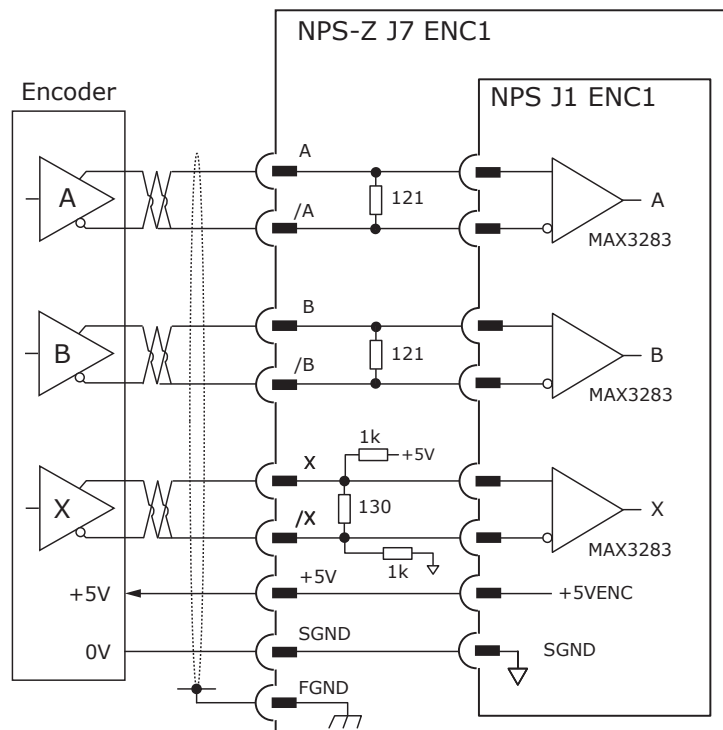 NPS-Z J7 ENC1
Encoder
NPS J1 ENC1
A
A
121
A
/A
MAX3283
B
B
121
B
/B
MAX3283
1k
+5V
X
X
130
X
/X
MAX3283
1k
+5V
+5V
+5VENC
0V
SGND
SGND
FGND